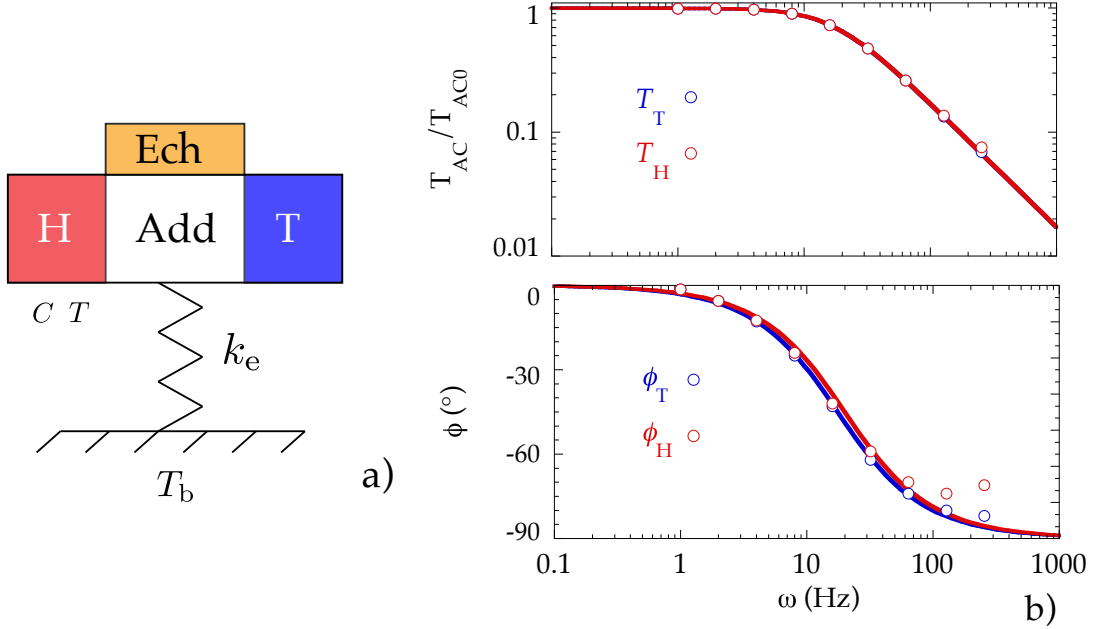 Ech
H Add T
C T
k_e
T_b
a)
1
0.1
0.01
T_AC/T_AC0
T_T
T_H
0
-30
-60
-90
ϕ (°)
ϕ_T
ϕ_H
0.1 1 10 100 1000
ω (Hz)
b)